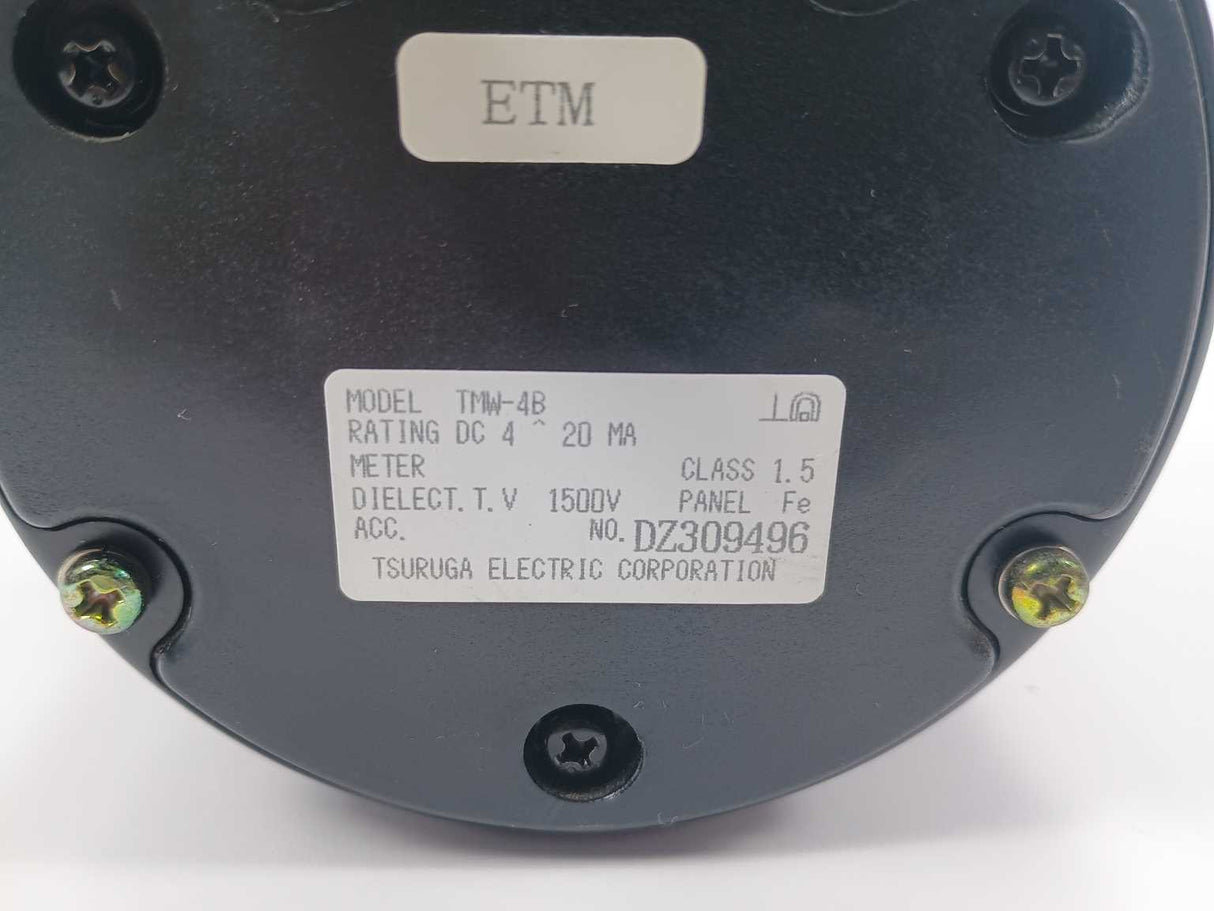 ETM
MODEL TMW-4B
RATING DC 4 ^ 20 MA
METER CLASS 1.5
DIELECT.T.V 1500V PANEL Fe
ACC. NO. DZ309496
TSURUGA ELECTRIC CORPORATION